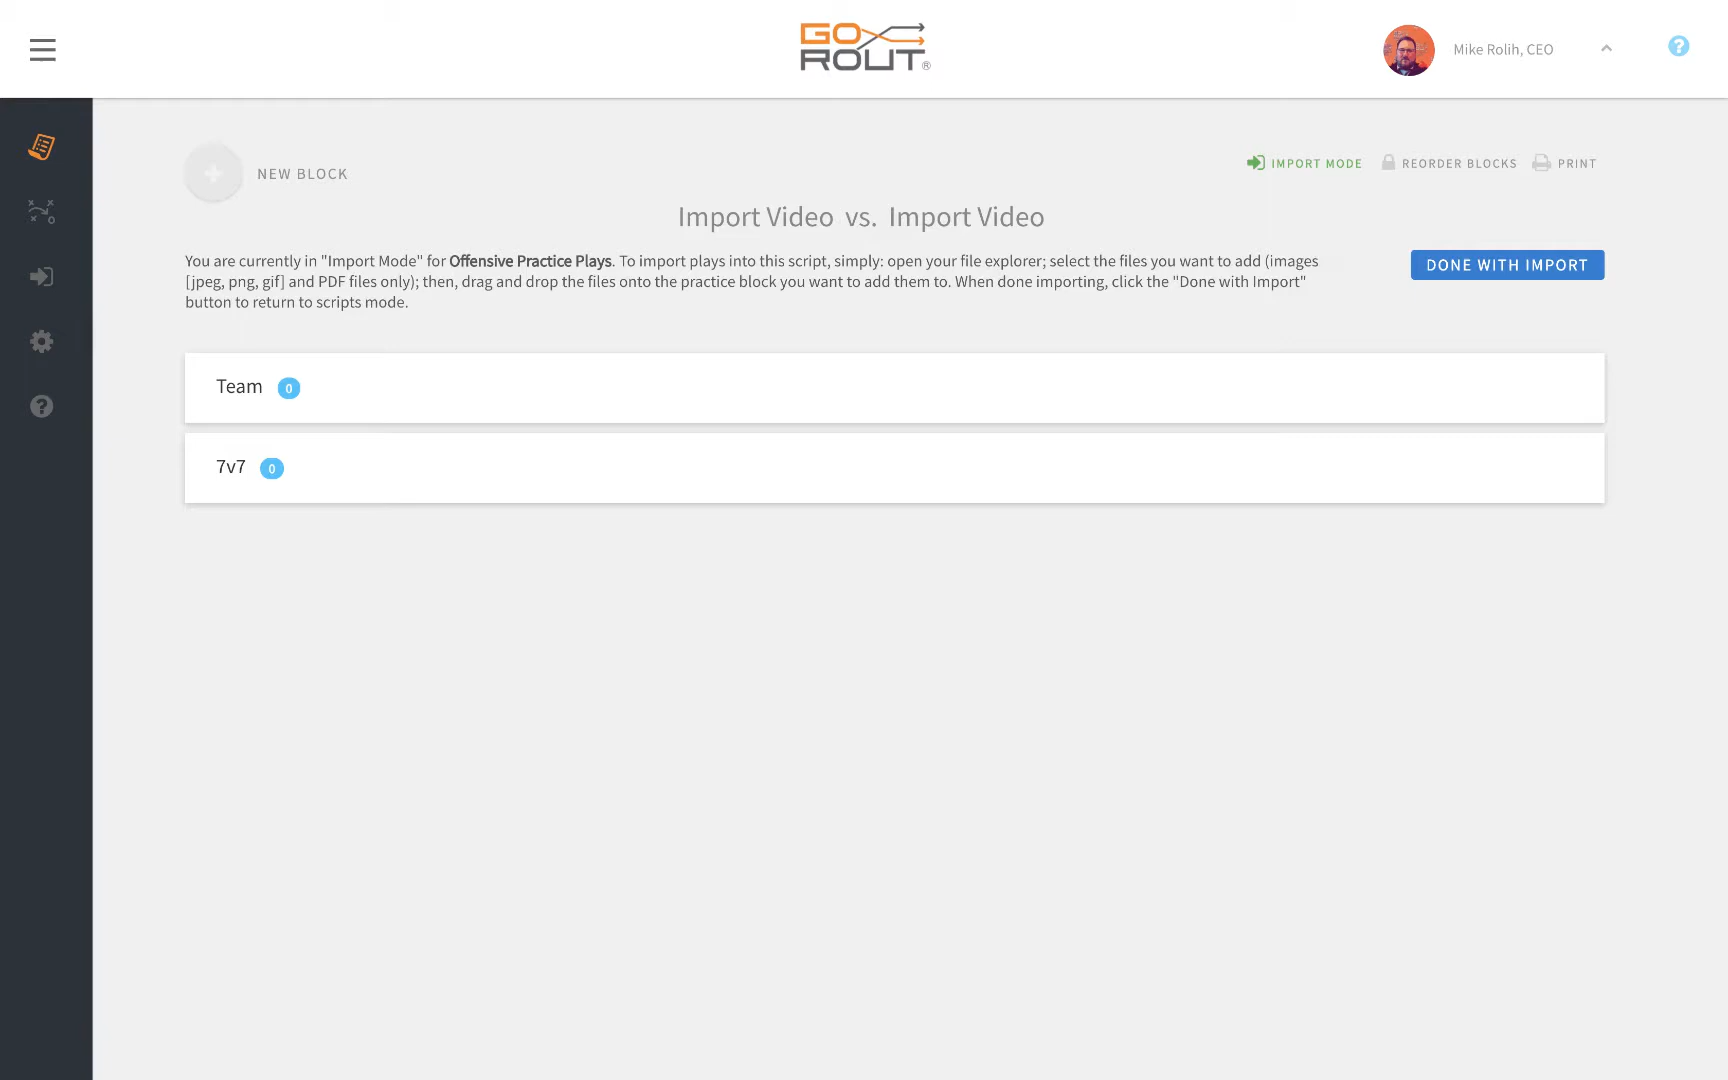 GO
ROUT®
Mike Rolih, CEO
?
NEW BLOCK
IMPORT MODE
REORDER BLOCKS
PRINT
Import Video vs. Import Video
You are currently in "Import Mode" for Offensive Practice Plays. To import plays into this script, simply: open your file explorer; select the files you want to add (images
[jpeg, png, gif] and PDF files only); then, drag and drop the files onto the practice block you want to add them to. When done importing, click the "Done with Import"
button to return to scripts mode.
DONE WITH IMPORT
Team 0
7v7 0
?